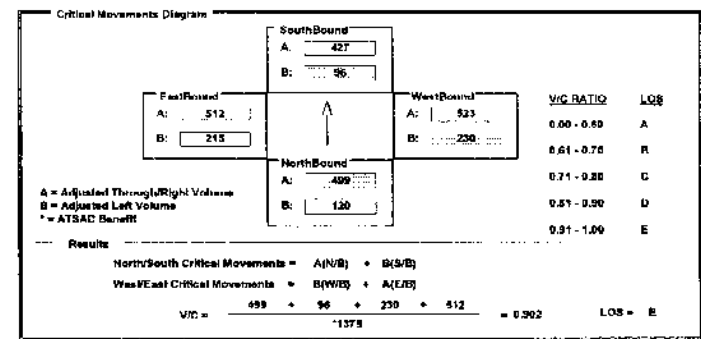 Critical Movements Diagram
SouthBound
A: 427
B: 96
EastBound
A: 512
B: 215
WestBound
A: 523
B: 230
NorthBound
A: 499
B: 120
V/C RATIO LOS
0.00 - 0.60 A
0.61 - 0.70 B
0.71 - 0.80 C
0.81 - 0.90 D
0.91 - 1.00 E
A = Adjusted Through/Right Volume
B = Adjusted Left Volume
* = ATSAC Benefit
Results
North/South Critical Movements = A(N/B) + B(S/B)
West/East Critical Movements = B(W/B) + A(E/B)
V/C = 499 + 96 + 230 + 512 = 0.902 LOS = E
*1375